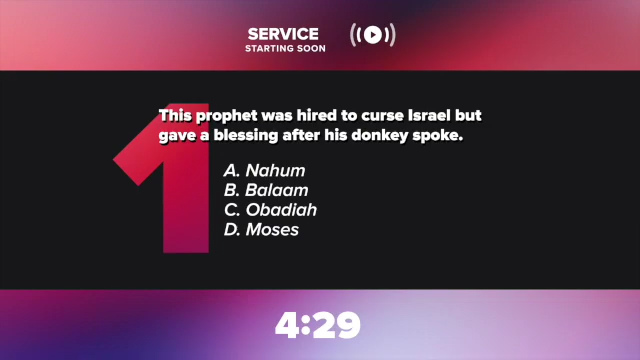 SERVICE
STARTING SOON
1
This prophet was hired to curse Israel but
gave a blessing after his donkey spoke.
A. Nahum
B. Balaam
C. Obadiah
D. Moses
4:29